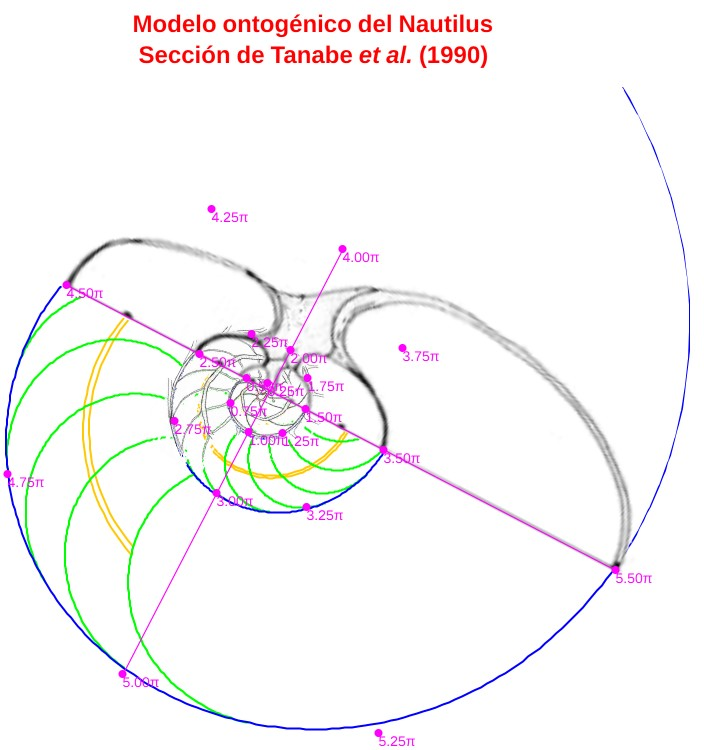 Modelo ontogénico del Nautilus
Sección de Tanabe et al. (1990)
4.25π
4.00π
4.50π
2.25π
2.00π
3.75π
2.50π
1.75π
0.75π
1.50π
2.75π
1.00π
1.25π
3.50π
4.75π
3.00π
3.25π
5.50π
5.00π
5.25π